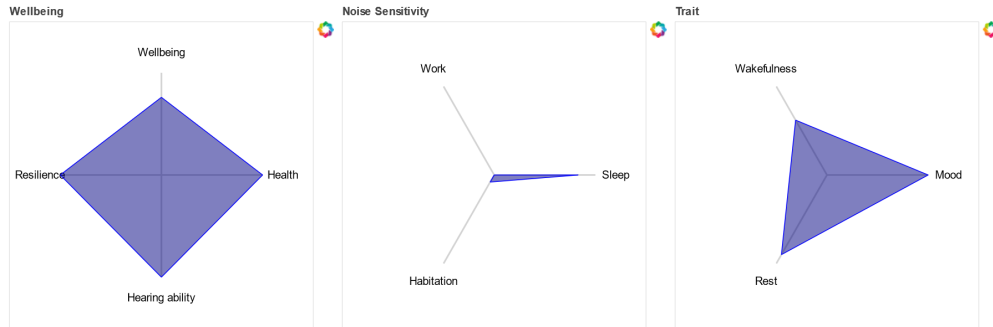 Wellbeing
Wellbeing
Resilience
Health
Hearing ability
Noise Sensitivity
Work
Sleep
Habitation
Trait
Wakefulness
Mood
Rest